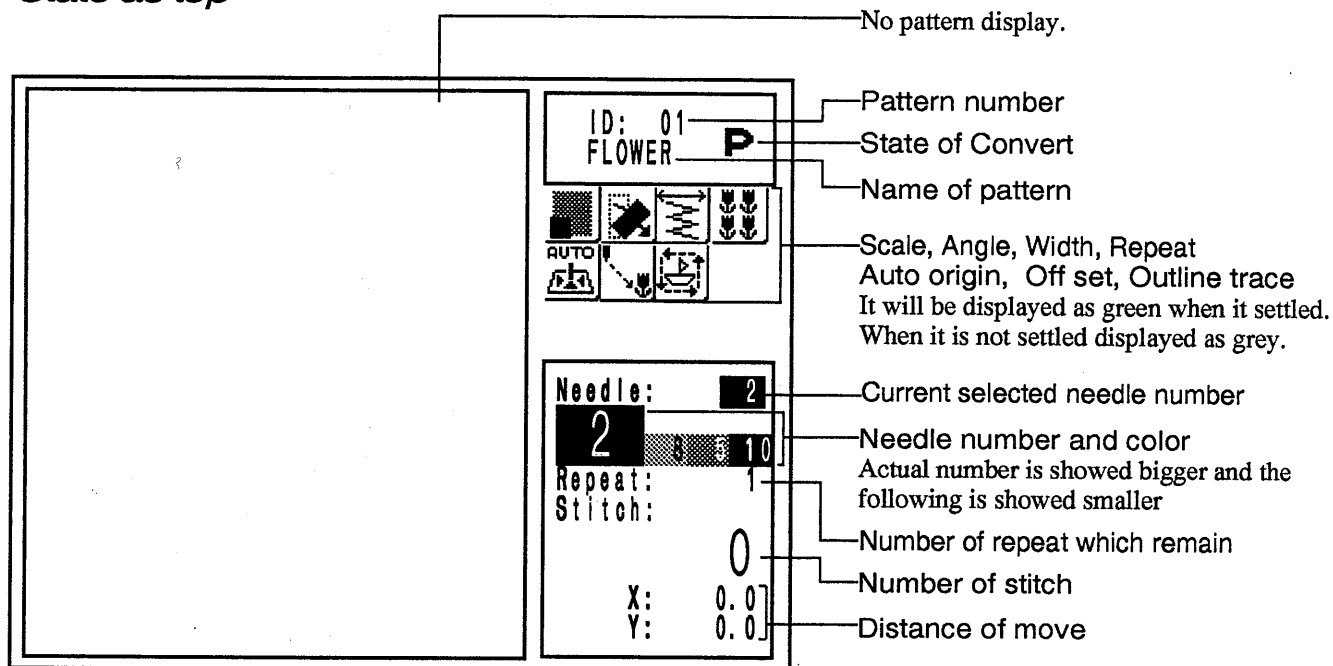 No pattern display.
ID: 01
FLOWER
P
Pattern number
State of Convert
Name of pattern
AUTO
Scale, Angle, Width, Repeat
Auto origin, Off set, Outline trace
It will be displayed as green when it settled.
When it is not settled displayed as grey.
Needle: 2
2 5 10
Repeat: 1
Stitch:
0
X: 0.0
Y: 0.0
Current selected needle number
Needle number and color
Actual number is showed bigger and the
following is showed smaller
Number of repeat which remain
Number of stitch
Distance of move